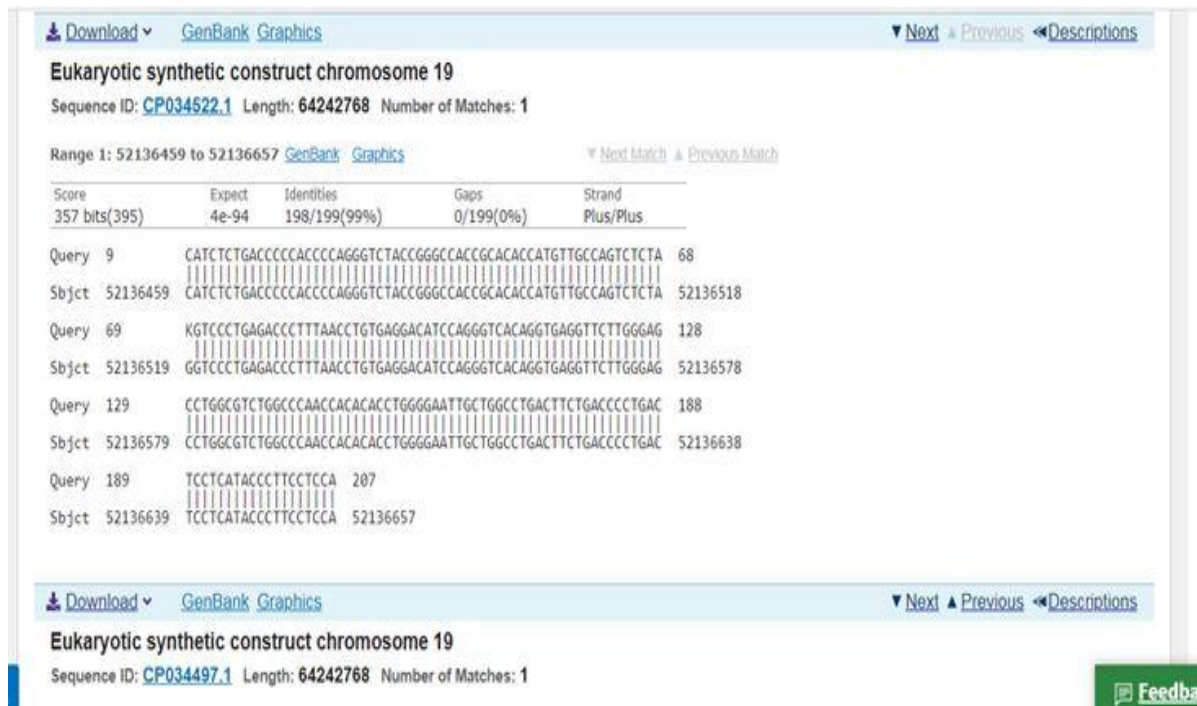 Download GenBank Graphics Next Previous Descriptions
Eukaryotic synthetic construct chromosome 19
Sequence ID: CP034522.1 Length: 64242768 Number of Matches: 1
Range 1: 52136459 to 52136657 GenBank Graphics Next Match Previous Match
Score Expect Identities Gaps Strand
357 bits(395) 4e-94 198/199(99%) 0/199(0%) Plus/Plus
Query 9 CATCTCTGACCCCCACCCCAGGGTCTACCGGGCCACCGCACACCATGTTGCCAGTCTCTA 68
Sbjct 52136459 CATCTCTGACCCCCACCCCAGGGTCTACCGGGCCACCGCACACCATGTTGCCAGTCTCTA 52136518
Query 69 KGTCCCTGAGACCCTTTAACCTGTGAGGACATCCAGGGTCACAGGTGAGGTTCTTGGGAG 128
Sbjct 52136519 GGTCCCTGAGACCCTTTAACCTGTGAGGACATCCAGGGTCACAGGTGAGGTTCTTGGGAG 52136578
Query 129 CCTGGCGTCTGGCCCAACCACACACCTGGGGAATTGCTGGCCTGACTTCTGACCCCTGAC 188
Sbjct 52136579 CCTGGCGTCTGGCCCAACCACACACCTGGGGAATTGCTGGCCTGACTTCTGACCCCTGAC 52136638
Query 189 TCCTCATACCCTTCCTCCA 207
Sbjct 52136639 TCCTCATACCCTTCCTCCA 52136657
Download GenBank Graphics Next Previous Descriptions
Eukaryotic synthetic construct chromosome 19
Sequence ID: CP034497.1 Length: 64242768 Number of Matches: 1
Feedba